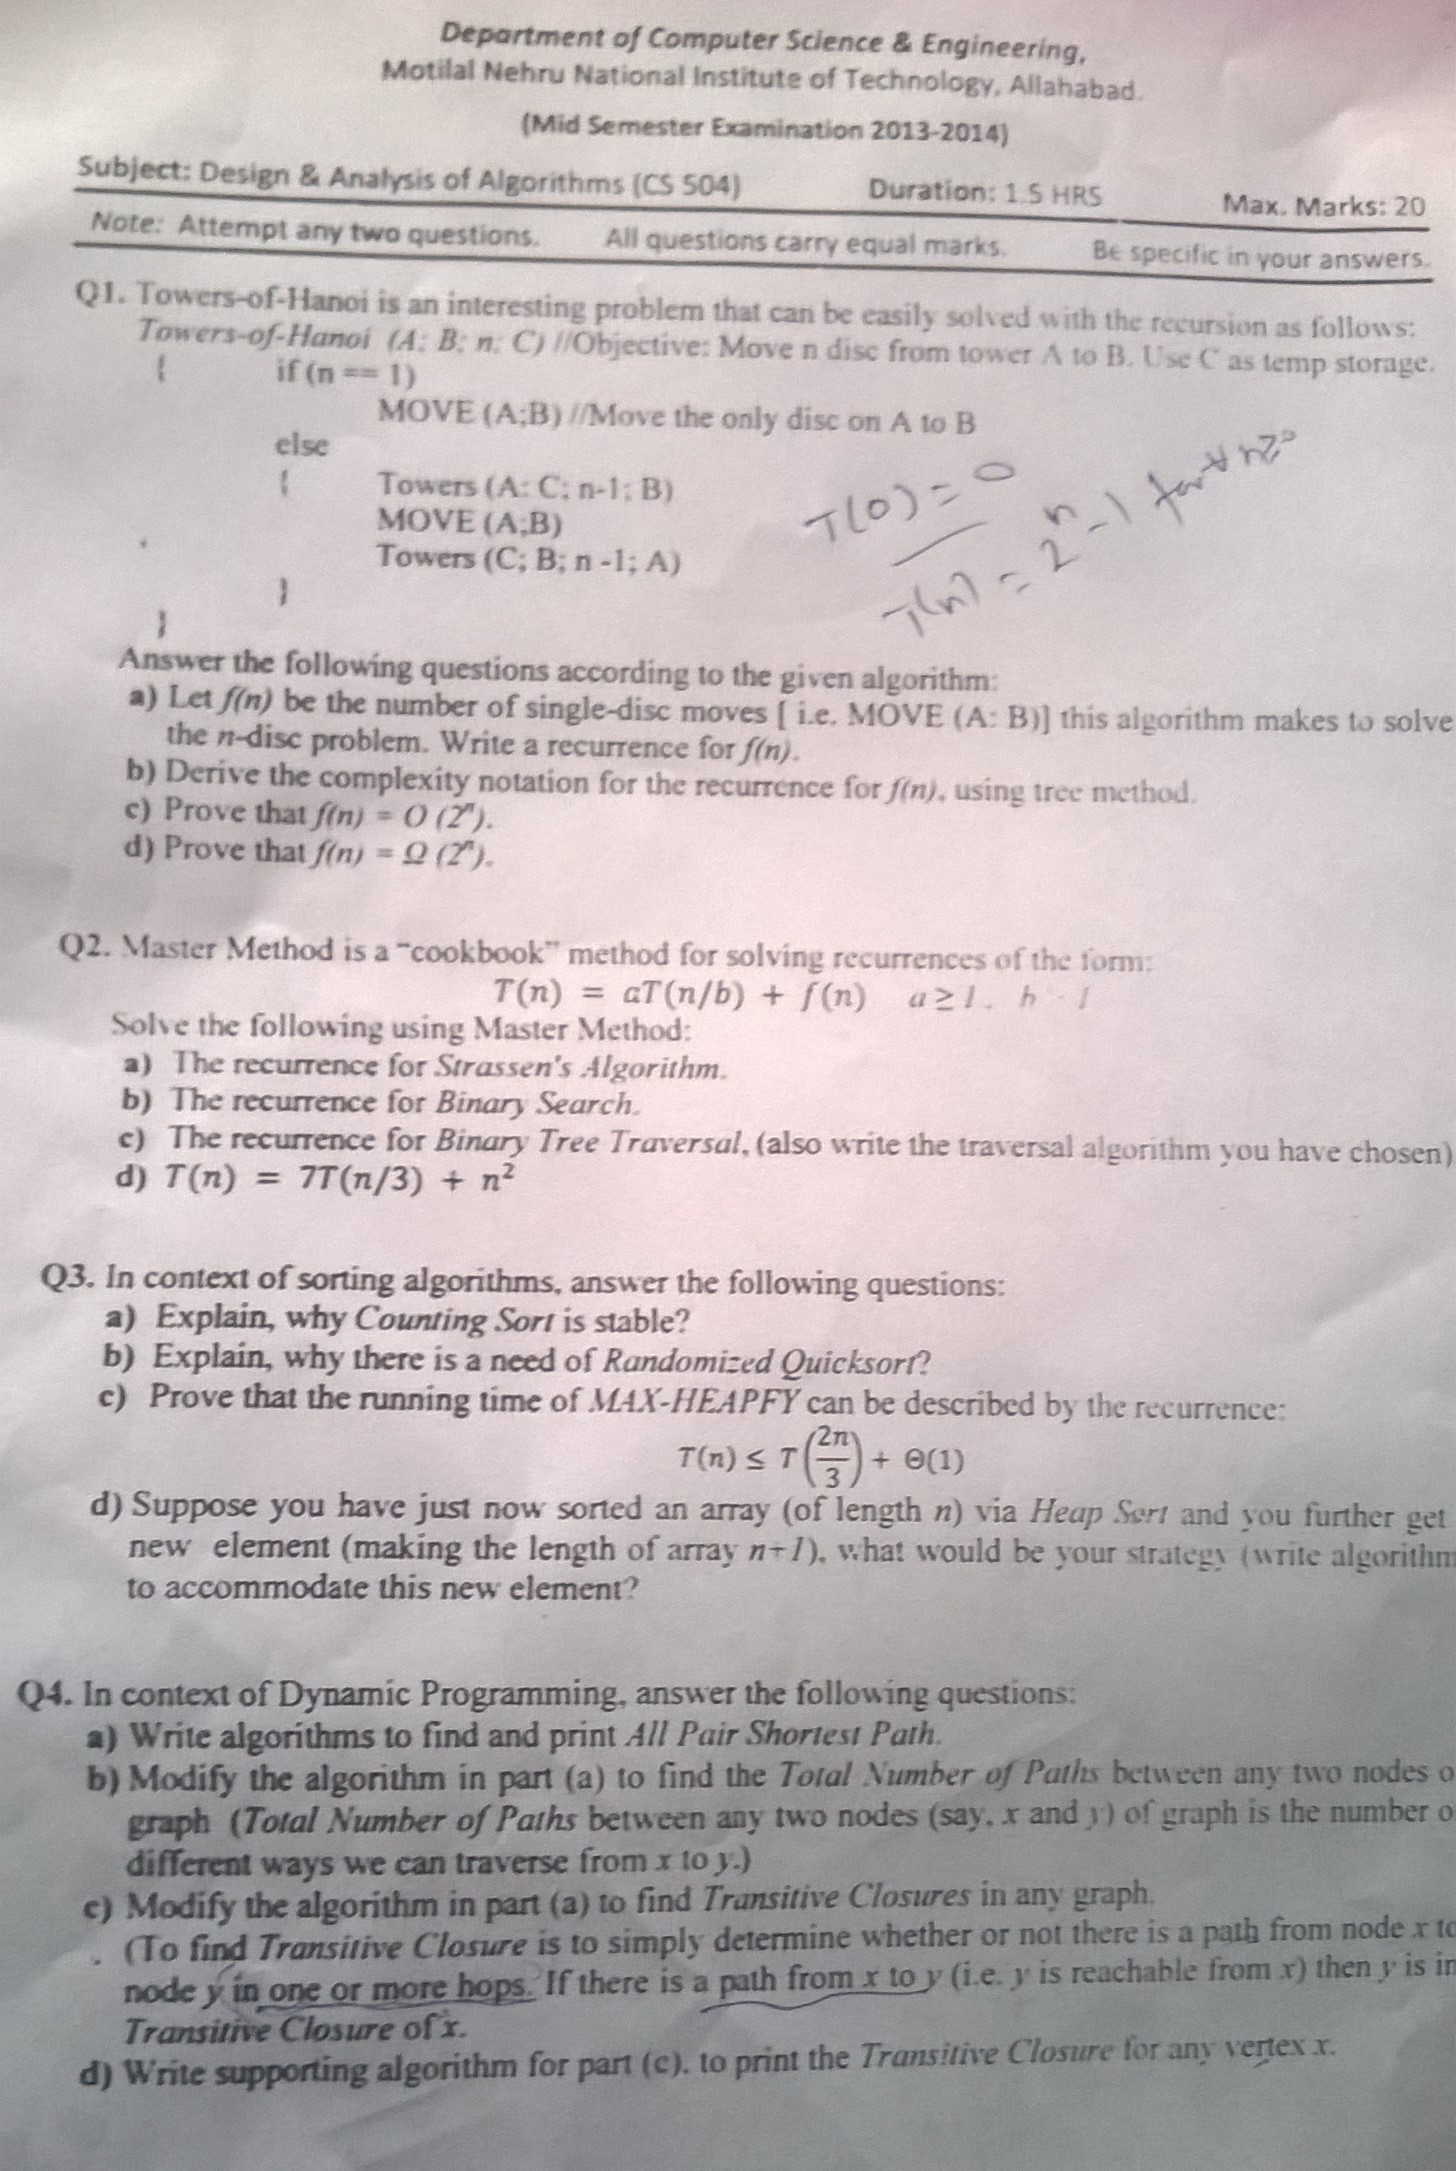 Department of Computer Science & Engineering,
Motilal Nehru National Institute of Technology, Allahabad.
(Mid Semester Examination 2013-2014)
Subject: Design & Analysis of Algorithms (CS 504) Duration: 1.5 HRS Max. Marks: 20
Note: Attempt any two questions. All questions carry equal marks. Be specific in your answers.
Q1. Towers-of-Hanoi is an interesting problem that can be easily solved with the recursion as follows:
Towers-of-Hanoi (A; B; n; C) //Objective: Move n disc from tower A to B. Use C as temp storage.
{ if (n == 1)
MOVE (A;B) //Move the only disc on A to B
else
{ Towers (A: C; n-1; B)
MOVE (A;B)
Towers (C; B; n -1; A)
}
}
T(0) = 0
T(n) = 2^n - 1 for ∀ n≥0
Answer the following questions according to the given algorithm:
a) Let f(n) be the number of single-disc moves [ i.e. MOVE (A: B)] this algorithm makes to solve
the n-disc problem. Write a recurrence for f(n).
b) Derive the complexity notation for the recurrence for f(n), using tree method.
c) Prove that f(n) = O (2ⁿ).
d) Prove that f(n) = Ω (2ⁿ).
Q2. Master Method is a "cookbook" method for solving recurrences of the form:
T(n) = aT(n/b) + f(n) a ≥ 1, b 1
Solve the following using Master Method:
a) The recurrence for Strassen's Algorithm.
b) The recurrence for Binary Search.
c) The recurrence for Binary Tree Traversal, (also write the traversal algorithm you have chosen)
d) T(n) = 7T(n/3) + n²
Q3. In context of sorting algorithms, answer the following questions:
a) Explain, why Counting Sort is stable?
b) Explain, why there is a need of Randomized Quicksort?
c) Prove that the running time of MAX-HEAPFY can be described by the recurrence:
T(n) ≤ T(2n/3) + Θ(1)
d) Suppose you have just now sorted an array (of length n) via Heap Sort and you further get
new element (making the length of array n+1), what would be your strategy (write algorithm
to accommodate this new element?
Q4. In context of Dynamic Programming, answer the following questions:
a) Write algorithms to find and print All Pair Shortest Path.
b) Modify the algorithm in part (a) to find the Total Number of Paths between any two nodes o
graph (Total Number of Paths between any two nodes (say, x and y) of graph is the number o
different ways we can traverse from x to y.)
c) Modify the algorithm in part (a) to find Transitive Closures in any graph.
(To find Transitive Closure is to simply determine whether or not there is a path from node x to
node y in one or more hops. If there is a path from x to y (i.e. y is reachable from x) then y is in
Transitive Closure of x.
d) Write supporting algorithm for part (c), to print the Transitive Closure for any vertex x.